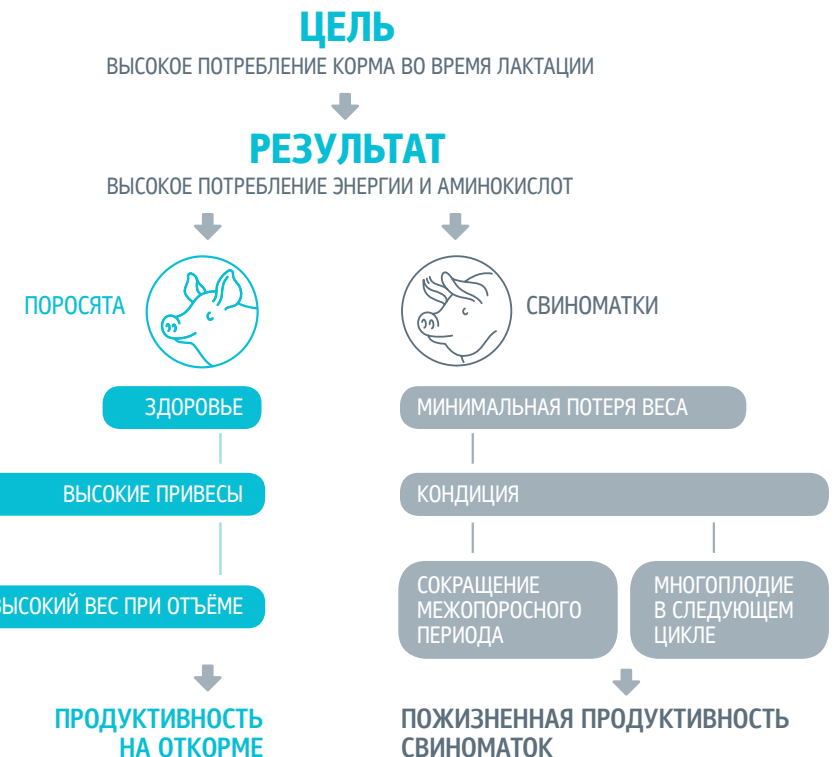 ЦЕЛЬ
ВЫСОКОЕ ПОТРЕБЛЕНИЕ КОРМА ВО ВРЕМЯ ЛАКТАЦИИ
РЕЗУЛЬТАТ
ВЫСОКОЕ ПОТРЕБЛЕНИЕ ЭНЕРГИИ И АМИНОКИСЛОТ
ПОРОСЯТА
ЗДОРОВЬЕ
ВЫСОКИЕ ПРИВЕСЫ
ВЫСОКИЙ ВЕС ПРИ ОТЪЁМЕ
ПРОДУКТИВНОСТЬ
НА ОТКОРМЕ
СВИНОМАТКИ
МИНИМАЛЬНАЯ ПОТЕРЯ ВЕСА
КОНДИЦИЯ
СОКРАЩЕНИЕ
МЕЖОПОРОСНОГО
ПЕРИОДА
МНОГОПЛОДИЕ
В СЛЕДУЮЩЕМ
ЦИКЛЕ
ПОЖИЗНЕННАЯ ПРОДУКТИВНОСТЬ
СВИНОМАТОК